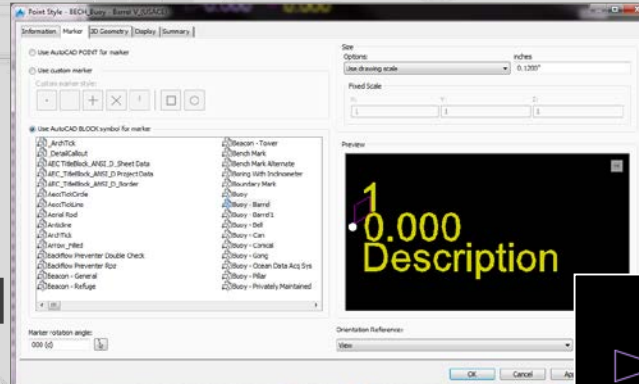 Point Style - BECH_Buoy - Barrel V_(USACE)
Information Marker 3D Geometry Display Summary
Use AutoCAD POINT for marker
Use custom marker
Custom marker style:
Use AutoCAD BLOCK symbol for marker
_ArchTick
_DetailCallout
AEC TitleBlock_ANSI_D_Sheet Data
AEC_TitleBlock_ANSI_D Project Data
AEC_TitleBlock_ANSI_D_Border
AeccTickCircle
AeccTickLine
Aerial Rod
ArchTick
Arrow_Filled
Backflow Preventer Double Check
Backflow Preventer Rpz
Beacon - General
Beacon - Refuge
Beacon - Tower
Bench Mark
Bench Mark Alternate
Boring With Inclinometer
Boundary Mark
Buoy
Buoy - Barrel
Buoy - Barrel1
Buoy - Bell
Buoy - Can
Buoy - Conical
Buoy - Gong
Buoy - Ocean Data Acq Sys
Buoy - Pillar
Buoy - Privately Maintained
Marker rotation angle:
000 (d)
Size
Options: inches
Use drawing scale 0.1200"
Fixed Scale
X: Y: Z:
1 1 1
Preview
1
0.000
Description
Orientation Reference:
View
OK Cancel Ap